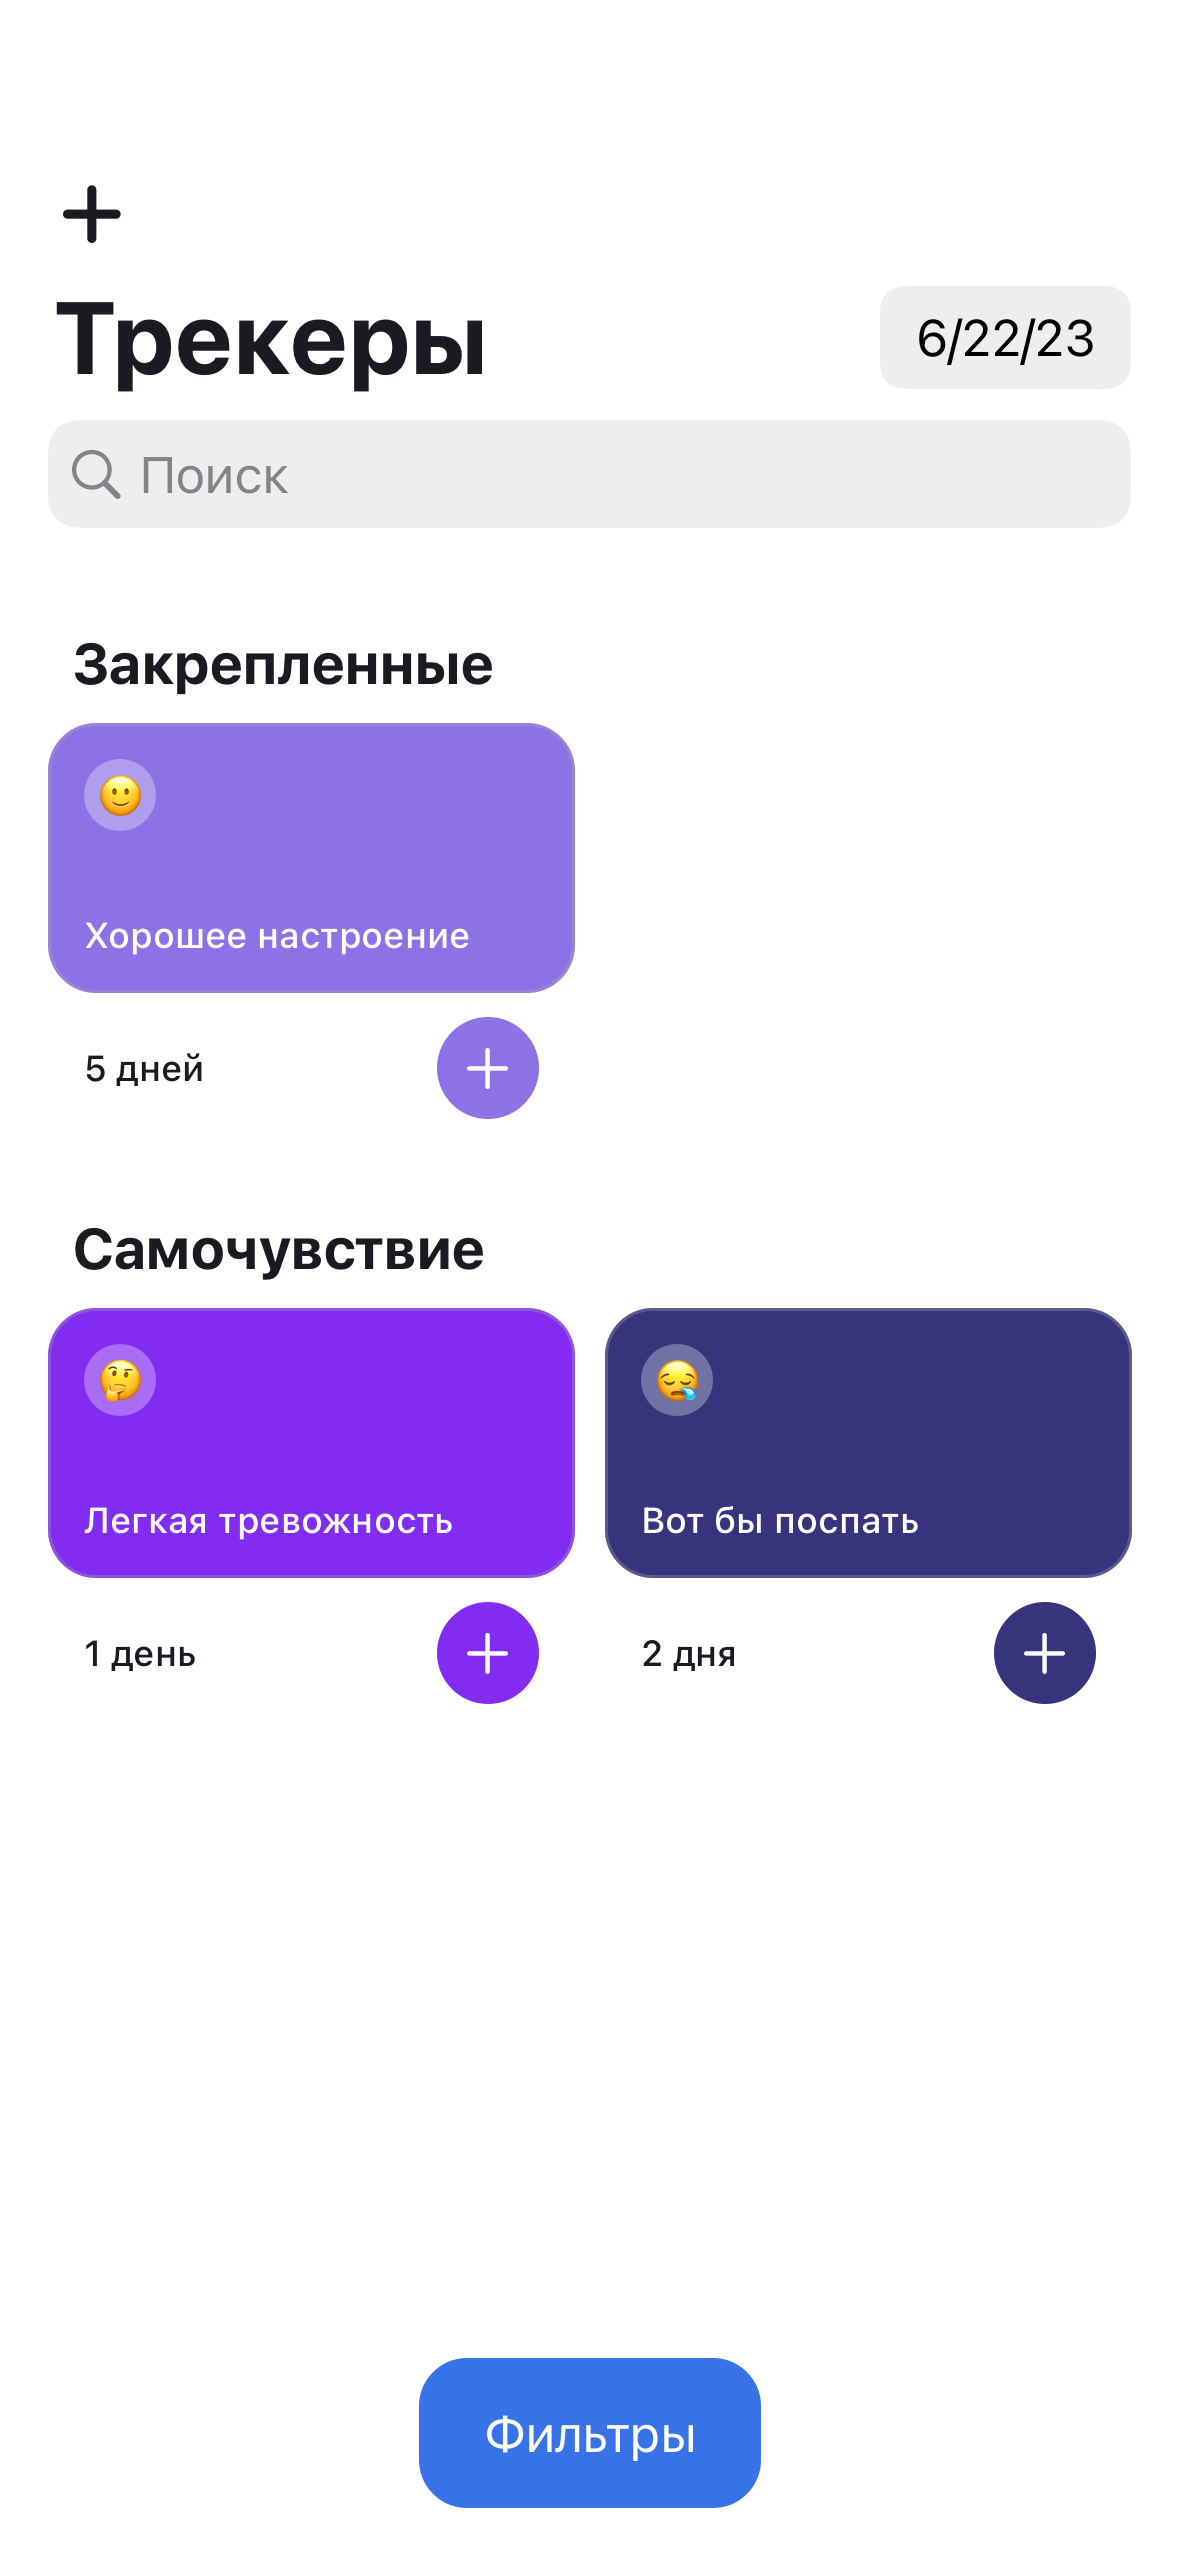 Трекеры
6/22/23
Поиск
Закрепленные
Хорошее настроение
5 дней
Самочувствие
Легкая тревожность
Вот бы поспать
1 день
2 дня
Фильтры